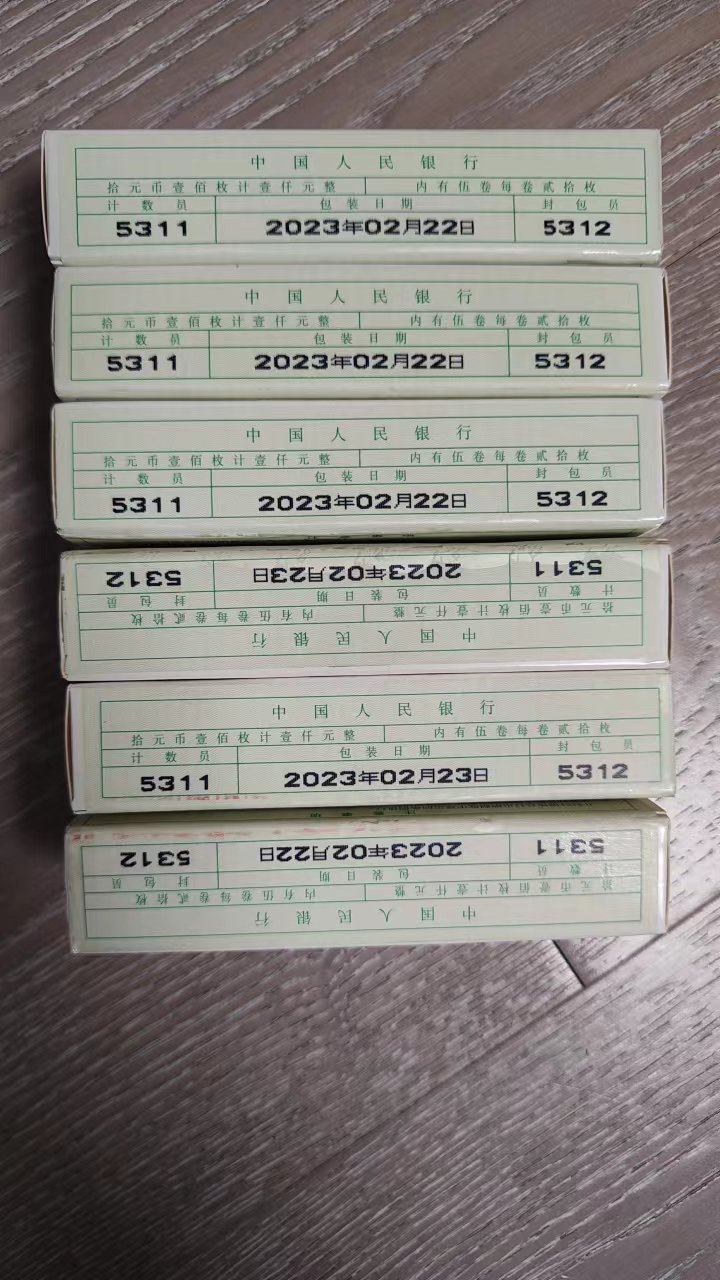 中国人民银行
拾元币壹佰枚计壹仟元整 内有伍卷每卷贰拾枚
计数员 包装日期 封包员
5311 2023年02月22日 5312
中国人民银行
拾元币壹佰枚计壹仟元整 内有伍卷每卷贰拾枚
计数员 包装日期 封包员
5311 2023年02月22日 5312
中国人民银行
拾元币壹佰枚计壹仟元整 内有伍卷每卷贰拾枚
计数员 包装日期 封包员
5311 2023年02月22日 5312
中国人民银行
拾元币壹佰枚计壹仟元整 内有伍卷每卷贰拾枚
计数员 包装日期 封包员
5311 2023年02月23日 5312
中国人民银行
拾元币壹佰枚计壹仟元整 内有伍卷每卷贰拾枚
计数员 包装日期 封包员
5311 2023年02月23日 5312
中国人民银行
拾元币壹佰枚计壹仟元整 内有伍卷每卷贰拾枚
计数员 包装日期 封包员
5311 2023年02月22日 5312